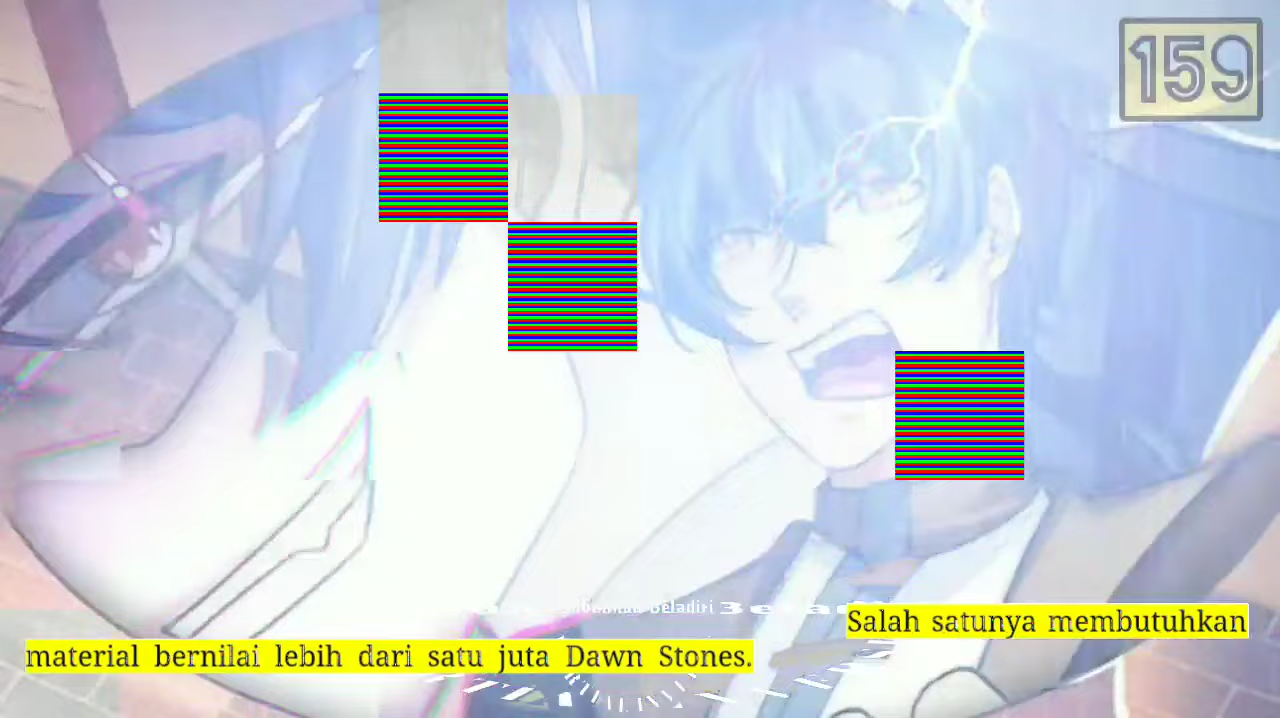 159
Salah satunya membutuhkan
material bernilai lebih dari satu juta Dawn Stones.